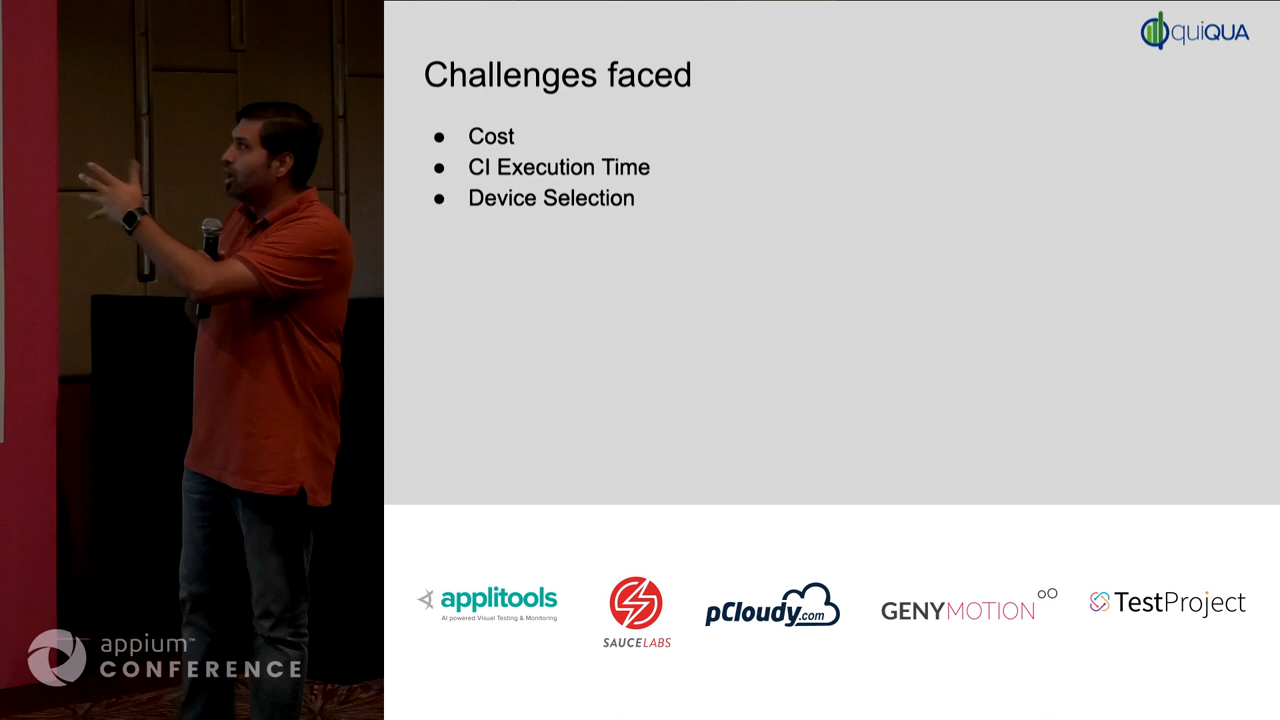 quiQUA
Challenges faced
● Cost
● CI Execution Time
● Device Selection
applitools
AI powered Visual Testing & Monitoring
SAUCELABS
pCloudy.com
GENYMOTION
TestProject
appium™
CONFERENCE